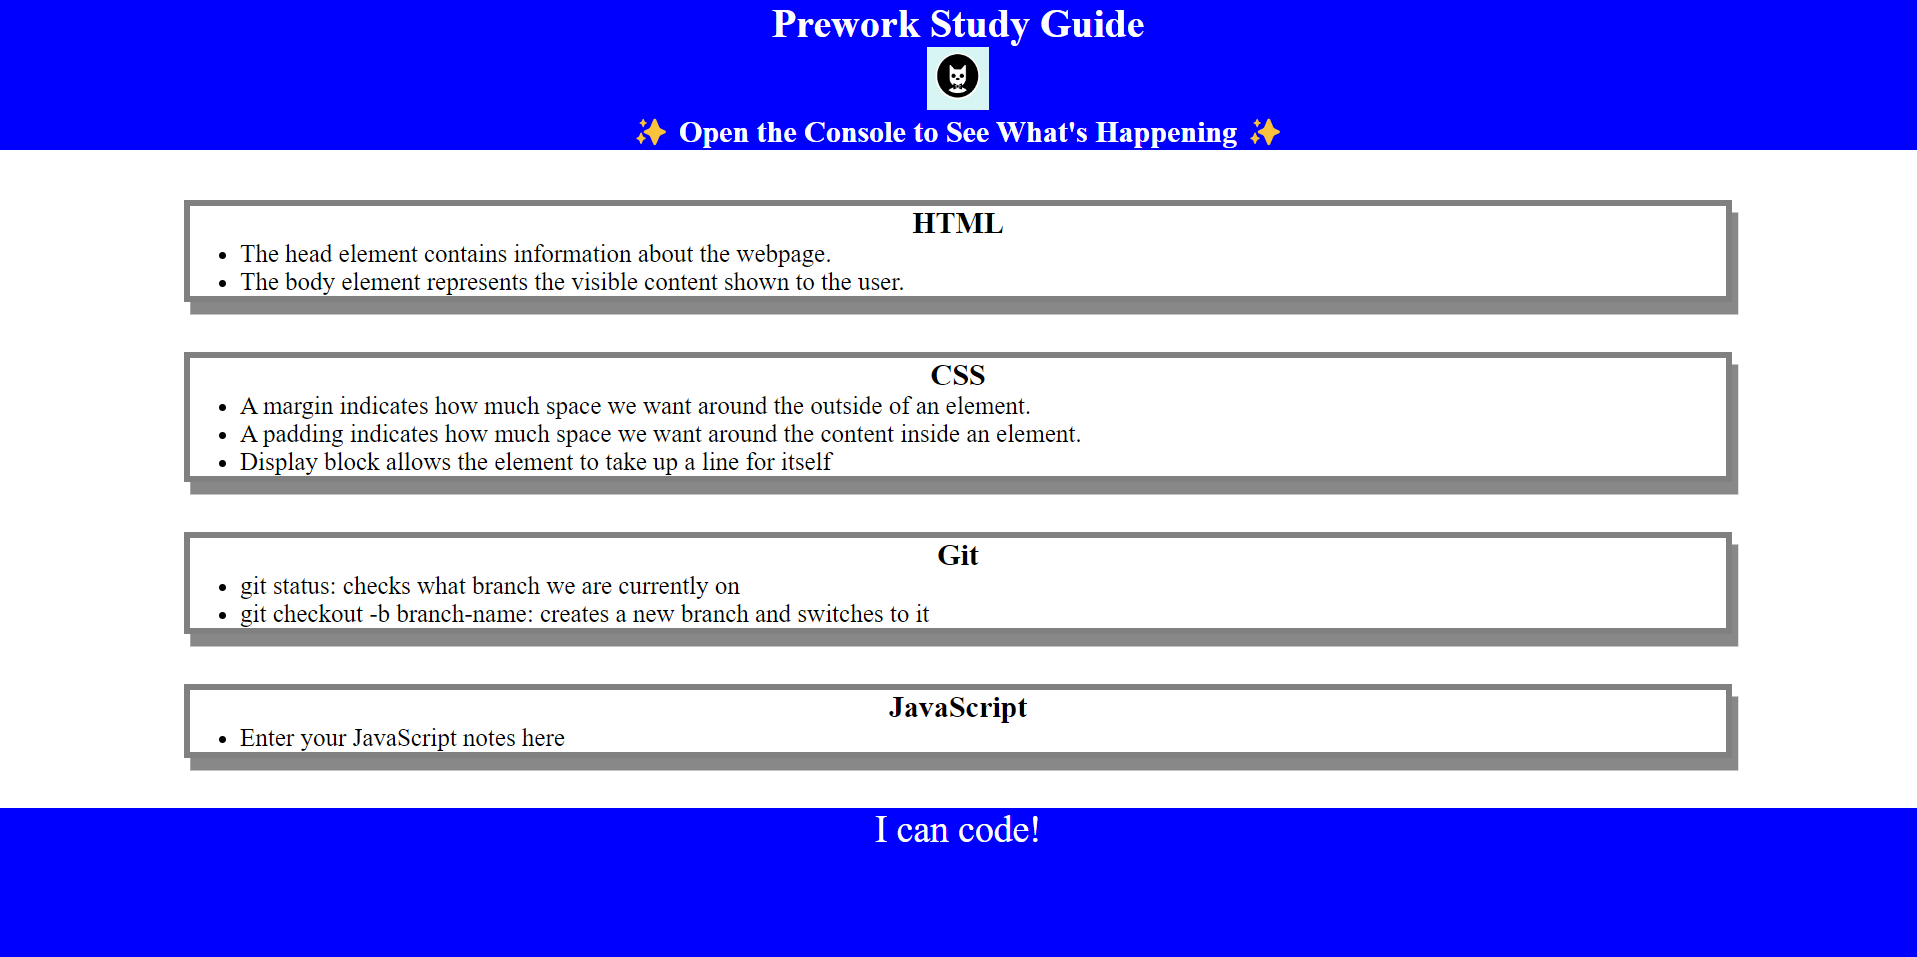 Prework Study Guide
✨ Open the Console to See What's Happening ✨
HTML
• The head element contains information about the webpage.
• The body element represents the visible content shown to the user.
CSS
• A margin indicates how much space we want around the outside of an element.
• A padding indicates how much space we want around the content inside an element.
• Display block allows the element to take up a line for itself
Git
• git status: checks what branch we are currently on
• git checkout -b branch-name: creates a new branch and switches to it
JavaScript
• Enter your JavaScript notes here
I can code!